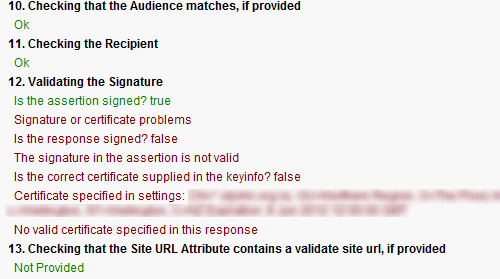 10. Checking that the Audience matches, if provided
Ok
11. Checking the Recipient
Ok
12. Validating the Signature
Is the assertion signed? true
Signature or certificate problems
Is the response signed? false
The signature in the assertion is not valid
Is the correct certificate supplied in the keyinfo? false
Certificate specified in settings:
No valid certificate specified in this response
13. Checking that the Site URL Attribute contains a validate site url, if provided
Not Provided